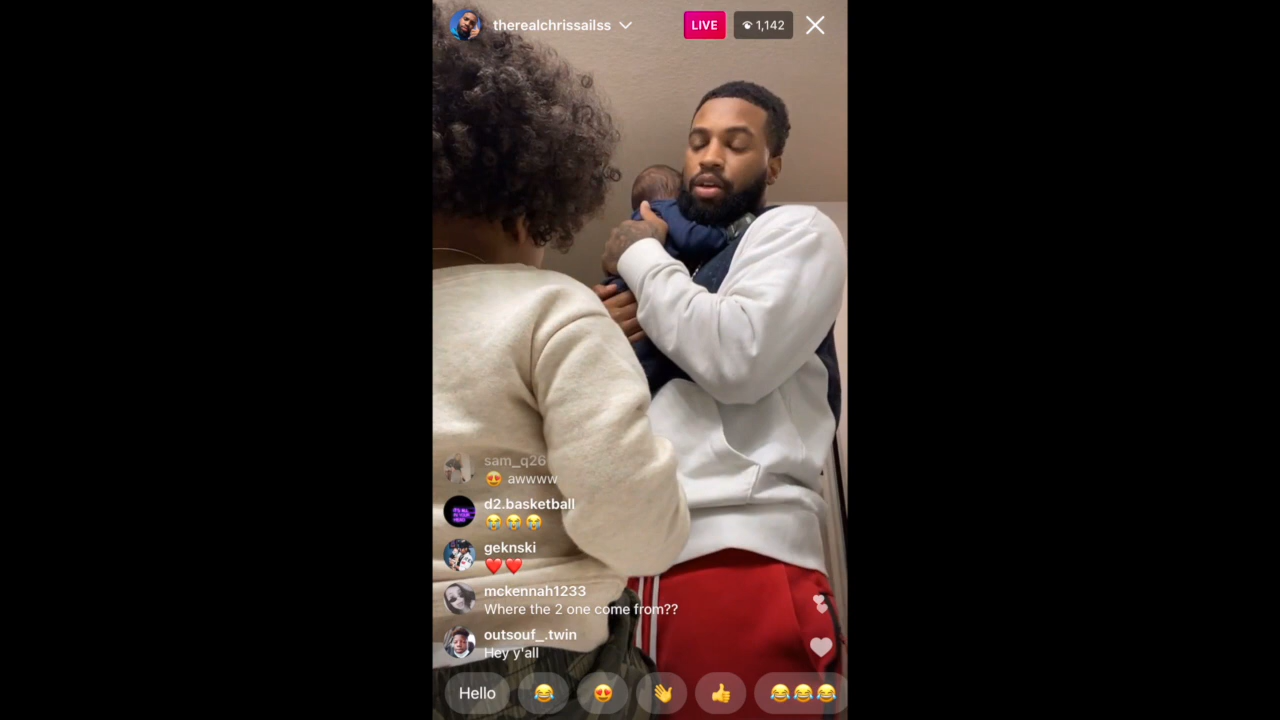 therealchrissailss
LIVE
1,142
sam_q26
😍 awwww
d2.basketball
😭😭😭
geknski
❤️❤️
mckennah1233
Where the 2 one come from??
outsouf_.twin
Hey y'all
Hello
😂
😍
👋
👍
😂😂😂